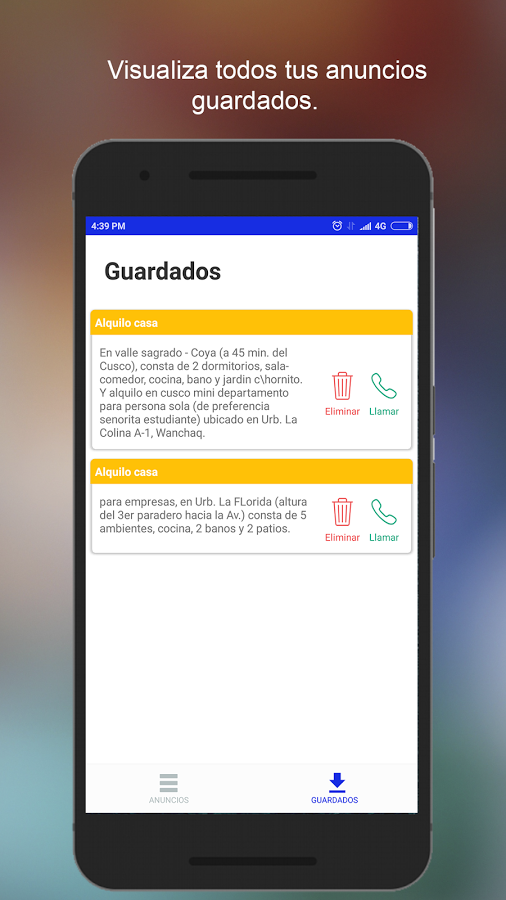 Visualiza todos tus anuncios
guardados.
4:39 PM
4G
Guardados
Alquilo casa
En valle sagrado - Coya (a 45 min. del
Cusco), consta de 2 dormitorios, sala-
comedor, cocina, bano y jardin c\hornito.
Y alquilo en cusco mini departamento
para persona sola (de preferencia
senorita estudiante) ubicado en Urb. La
Colina A-1, Wanchaq.
Eliminar
Llamar
Alquilo casa
para empresas, en Urb. La FLorida (altura
del 3er paradero hacia la Av.) consta de 5
ambientes, cocina, 2 banos y 2 patios.
Eliminar
Llamar
ANUNCIOS
GUARDADOS